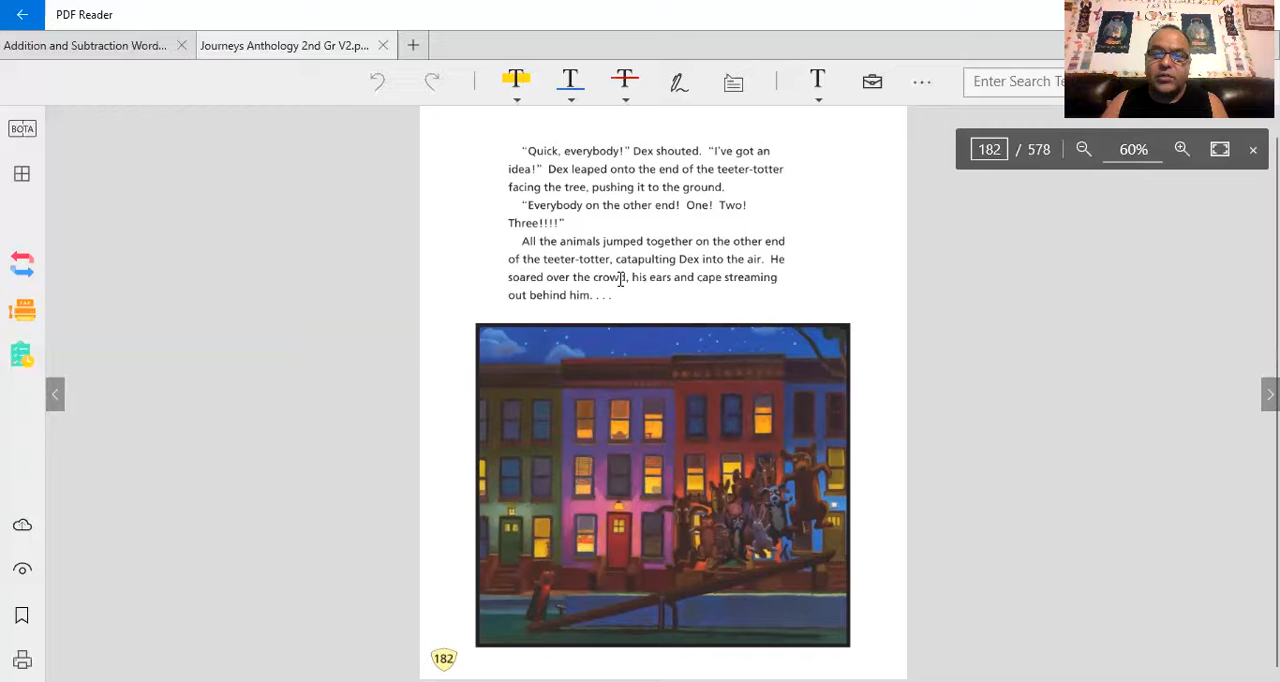 PDF Reader
Addition and Subtraction Word...
Journeys Anthology 2nd Gr V2.p...
T T T T
Enter Search Te
LOVE
BOTA
182 / 578
60%
“Quick, everybody!” Dex shouted. “I’ve got an
idea!” Dex leaped onto the end of the teeter-totter
facing the tree, pushing it to the ground.
“Everybody on the other end! One! Two!
Three!!!!”
All the animals jumped together on the other end
of the teeter-totter, catapulting Dex into the air. He
soared over the crowd, his ears and cape streaming
out behind him. . . .
182